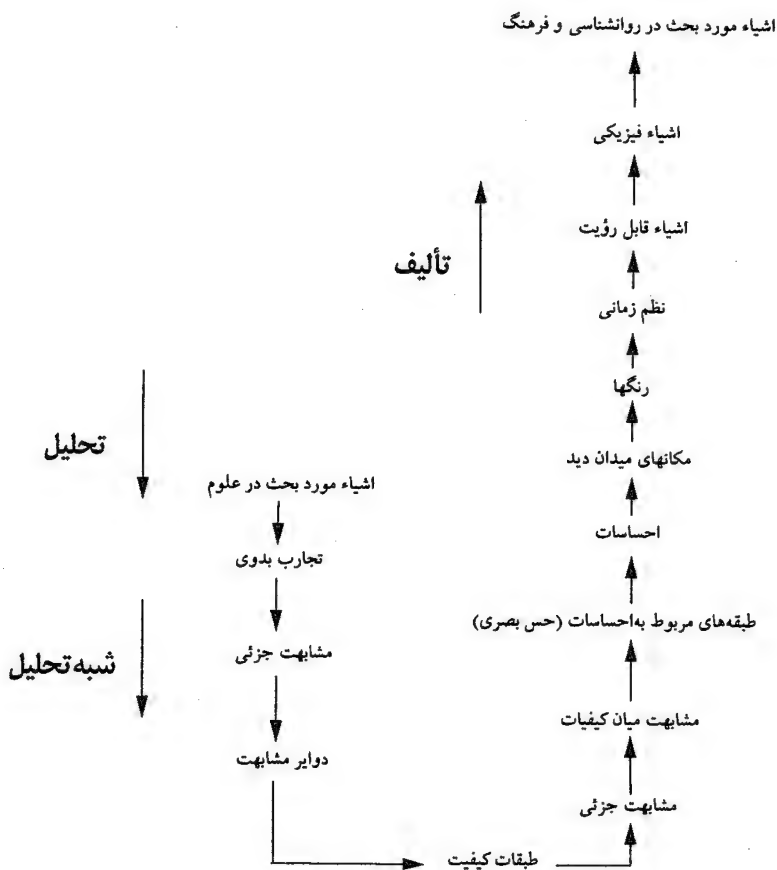 اشیاء مورد بحث در روانشناسی و فرهنگ
اشیاء فیزیکی
اشیاء قابل رؤیت
تألیف
نظم زمانی
رنگها
تحلیل
مکانهای میدان دید
اشیاء مورد بحث در علوم
احساسات
تجارب بدوی
طبقه‌های مربوط به‌احساسات (حس بصری)
مشابهت جزئی
شبه‌تحلیل
مشابهت میان کیفیات
دوایر مشابهت
مشابهت جزئی
طبقات کیفیت